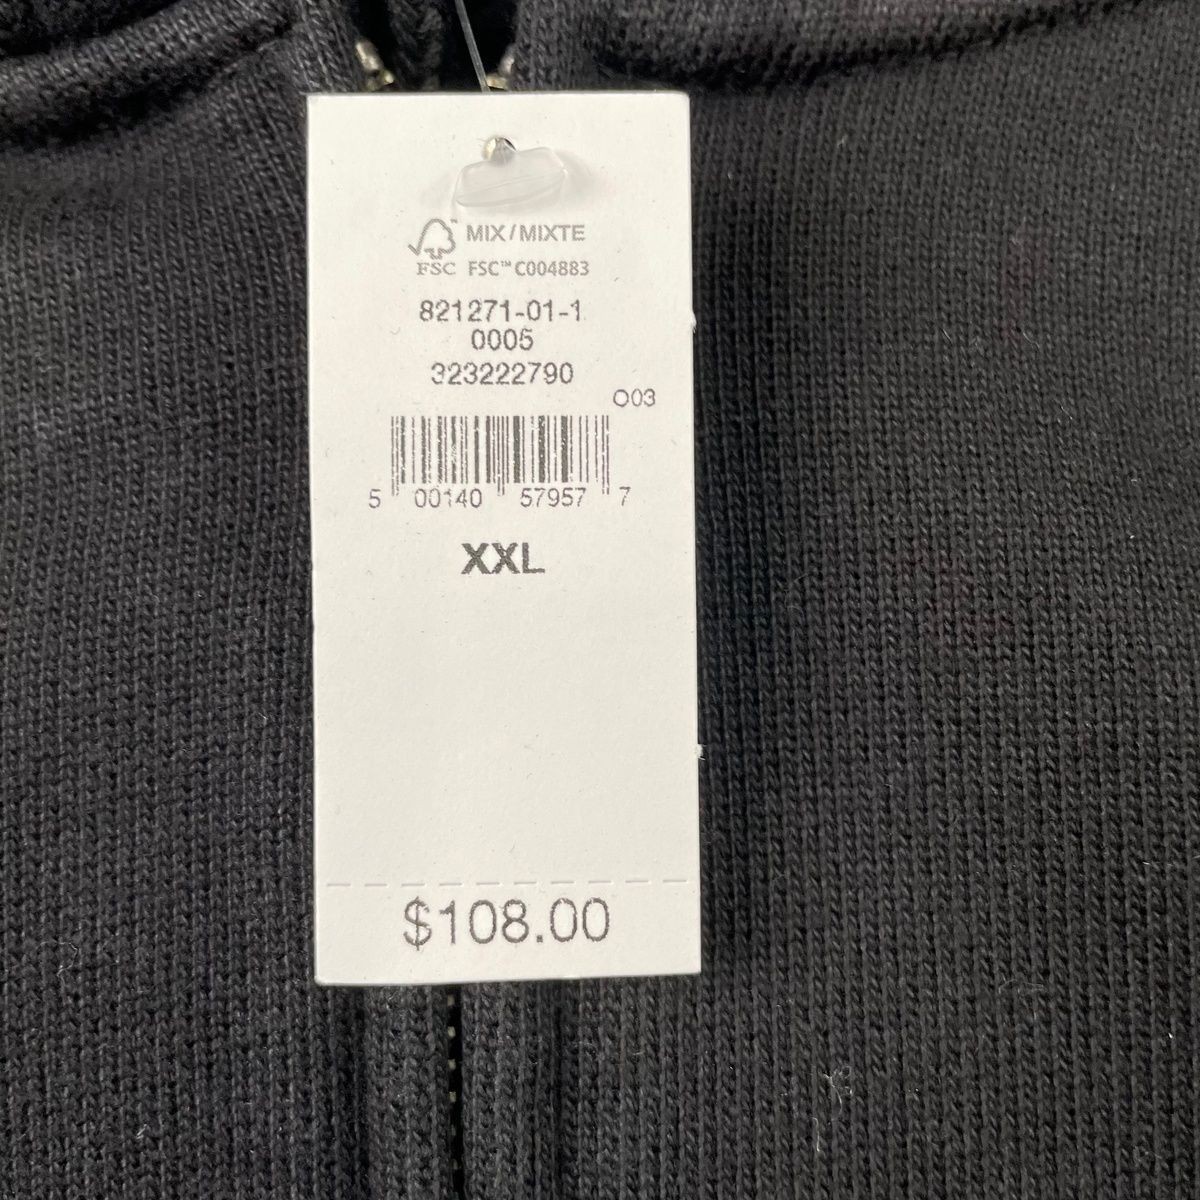 MIX/MIXTE
FSC FSC™ C004883
821271-01-1
0005
323222790
O03
5 00140 57957 7
XXL
$108.00